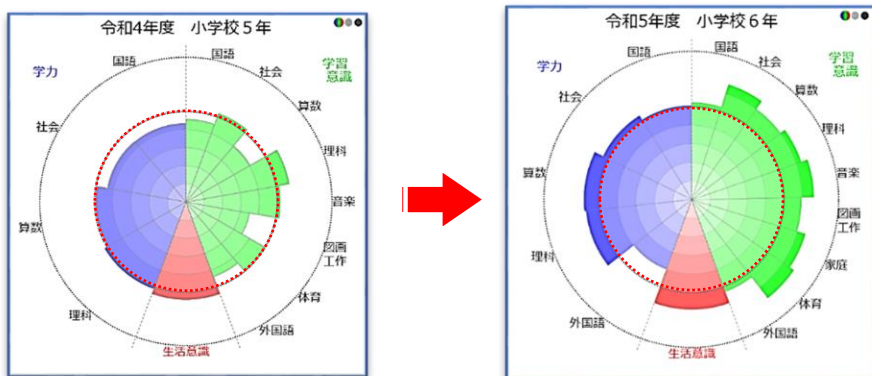 令和4年度 小学校５年
学力
国語
社会
算数
理科
国語
社会
算数
理科
音楽
図画
工作
体育
外国語
学習
意識
生活意識
令和5年度 小学校６年
学力
国語
社会
算数
理科
外国語
国語
社会
算数
理科
音楽
図画
工作
家庭
体育
外国語
学習
意識
生活意識